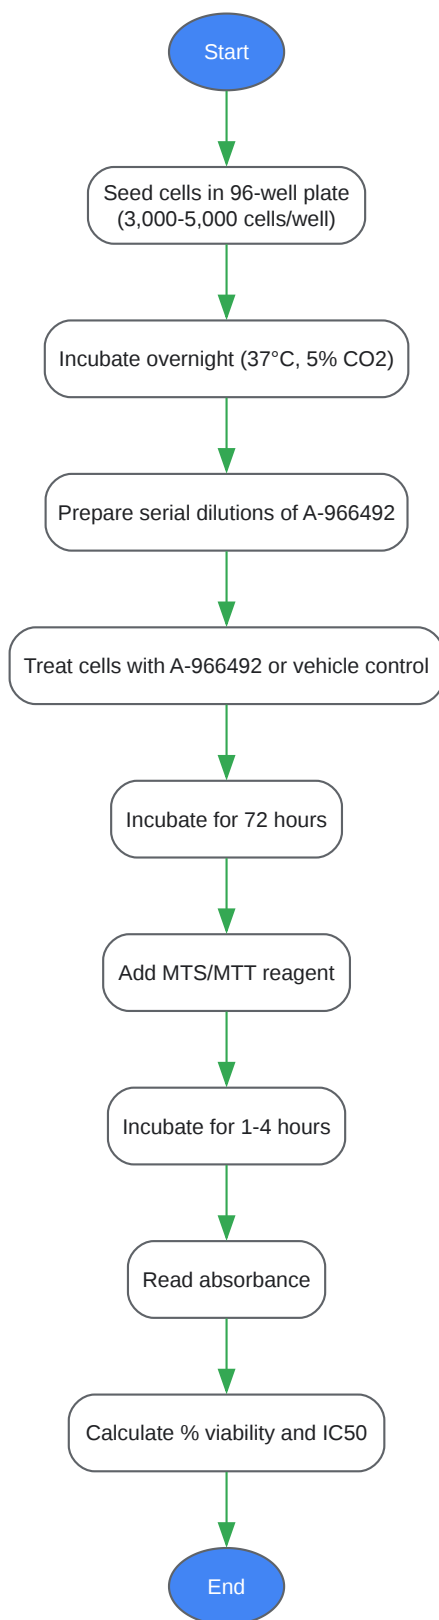 Start
Seed cells in 96-well plate
(3,000-5,000 cells/well)
Incubate overnight (37°C, 5% CO2)
Prepare serial dilutions of A-966492
Treat cells with A-966492 or vehicle control
Incubate for 72 hours
Add MTS/MTT reagent
Incubate for 1-4 hours
Read absorbance
Calculate % viability and IC50
End